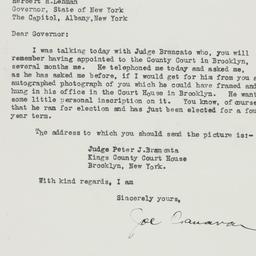 Herbert H.Lehman
Governor, State of New York
The Capitol, Albany,New York
Dear Governor:
I was talking today with Judge Brancato who, you will
remember having appointed to the County Court in Brooklyn,
several months me. He telephoned me today and asked me,
as he has asked me before, if I would get for him from you a
autographed photograph of you which he could have framed and
hung in his office in the Court House in Brooklyn. He want
some little personal inscription on it. You know, of course
that he ran for election and has just been elected for a fou
year term.
The address to which you should send the picture is:-
Judge Peter J.Brancata
Kings County Court House
Brooklyn, New York.
With kind regards, I am
Sincerely yours,
Joe Canavan